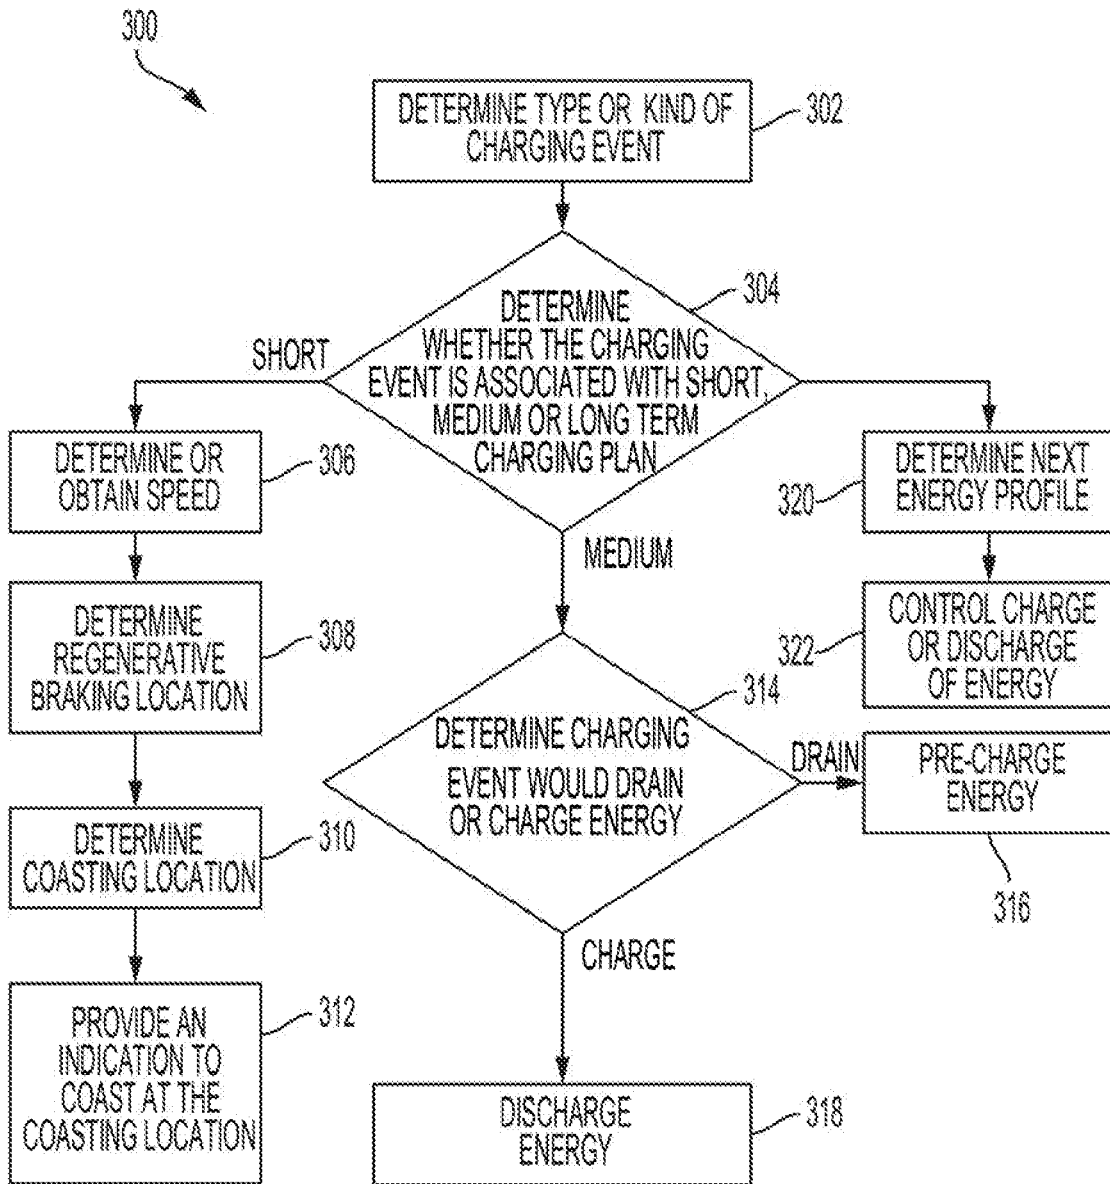 300
DETERMINE TYPE OR KIND OF
CHARGING EVENT
302
DETERMINE
WHETHER THE CHARGING
EVENT IS ASSOCIATED WITH SHORT,
MEDIUM OR LONG TERM
CHARGING PLAN
304
SHORT
DETERMINE OR
OBTAIN SPEED
306
DETERMINE
REGENERATIVE
BRAKING LOCATION
308
DETERMINE
COASTING LOCATION
310
PROVIDE AN
INDICATION TO
COAST AT THE
COASTING LOCATION
312
MEDIUM
DETERMINE CHARGING
EVENT WOULD DRAIN
OR CHARGE ENERGY
314
DRAIN
PRE-CHARGE
ENERGY
316
CHARGE
DISCHARGE
ENERGY
318
DETERMINE NEXT
ENERGY PROFILE
320
CONTROL CHARGE
OR DISCHARGE
OF ENERGY
322